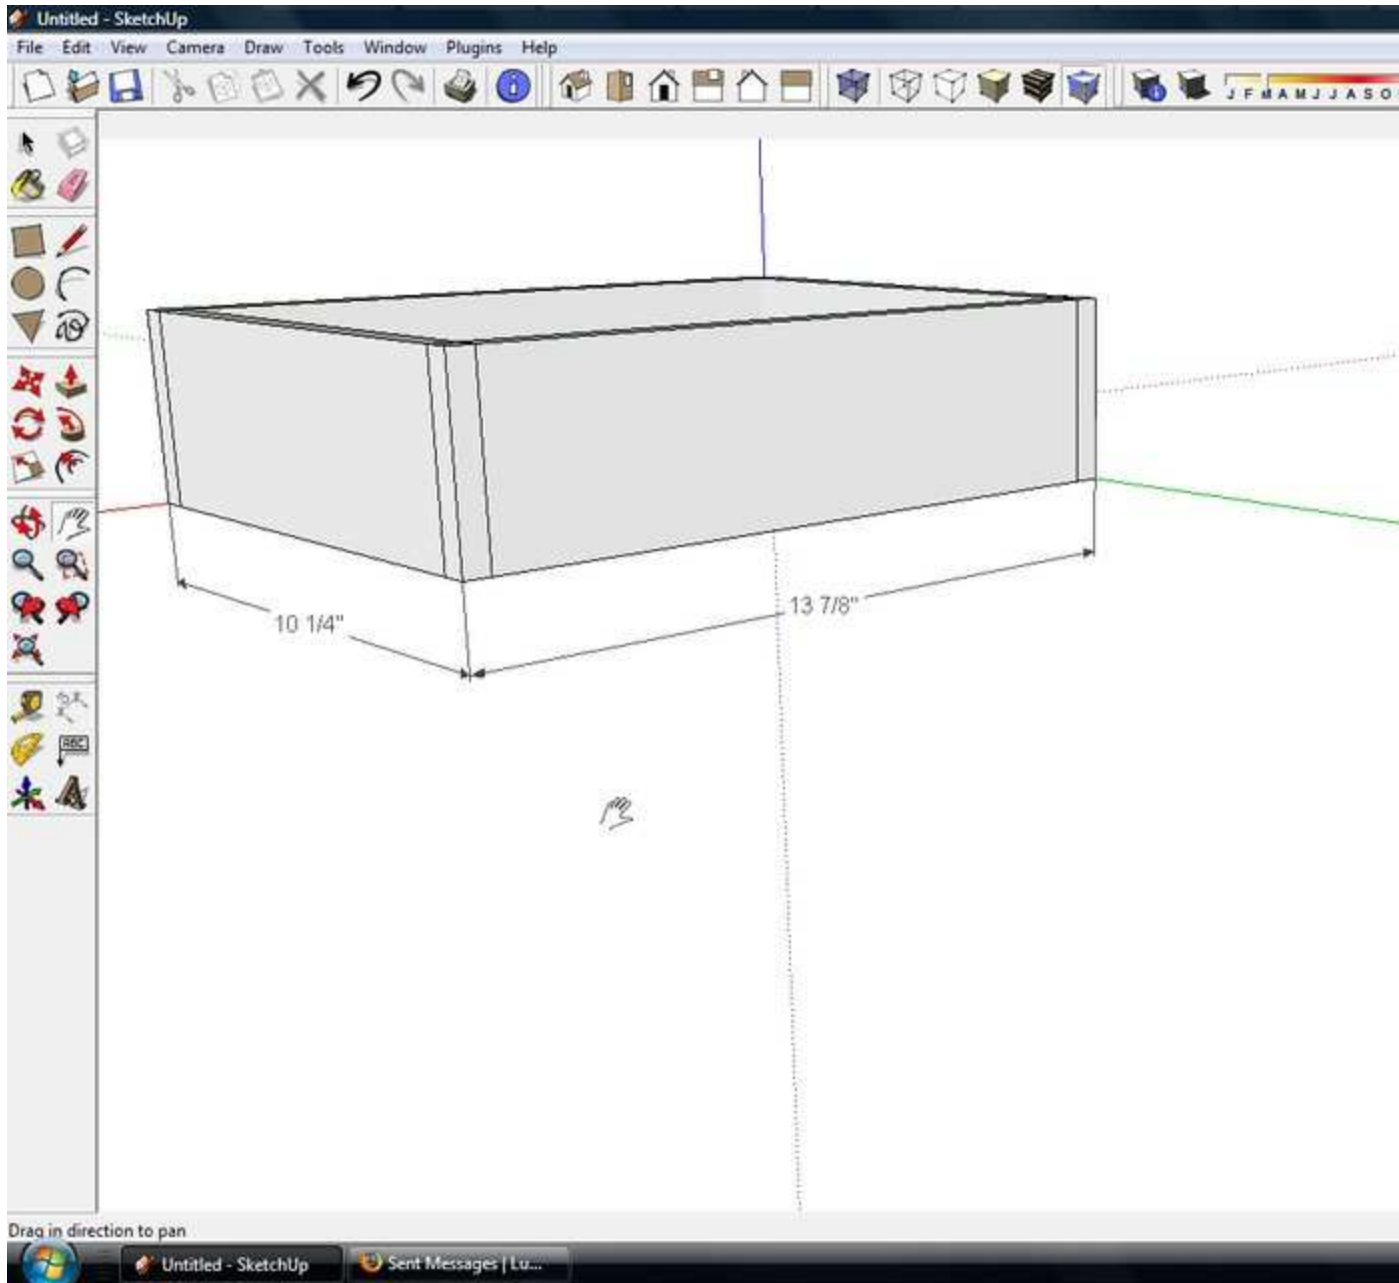 Untitled - SketchUp
File Edit View Camera Draw Tools Window Plugins Help
J F M A M J J A S O
ABC
10 1/4"
13 7/8"
Drag in direction to pan
Untitled - SketchUp
Sent Messages | Lu...